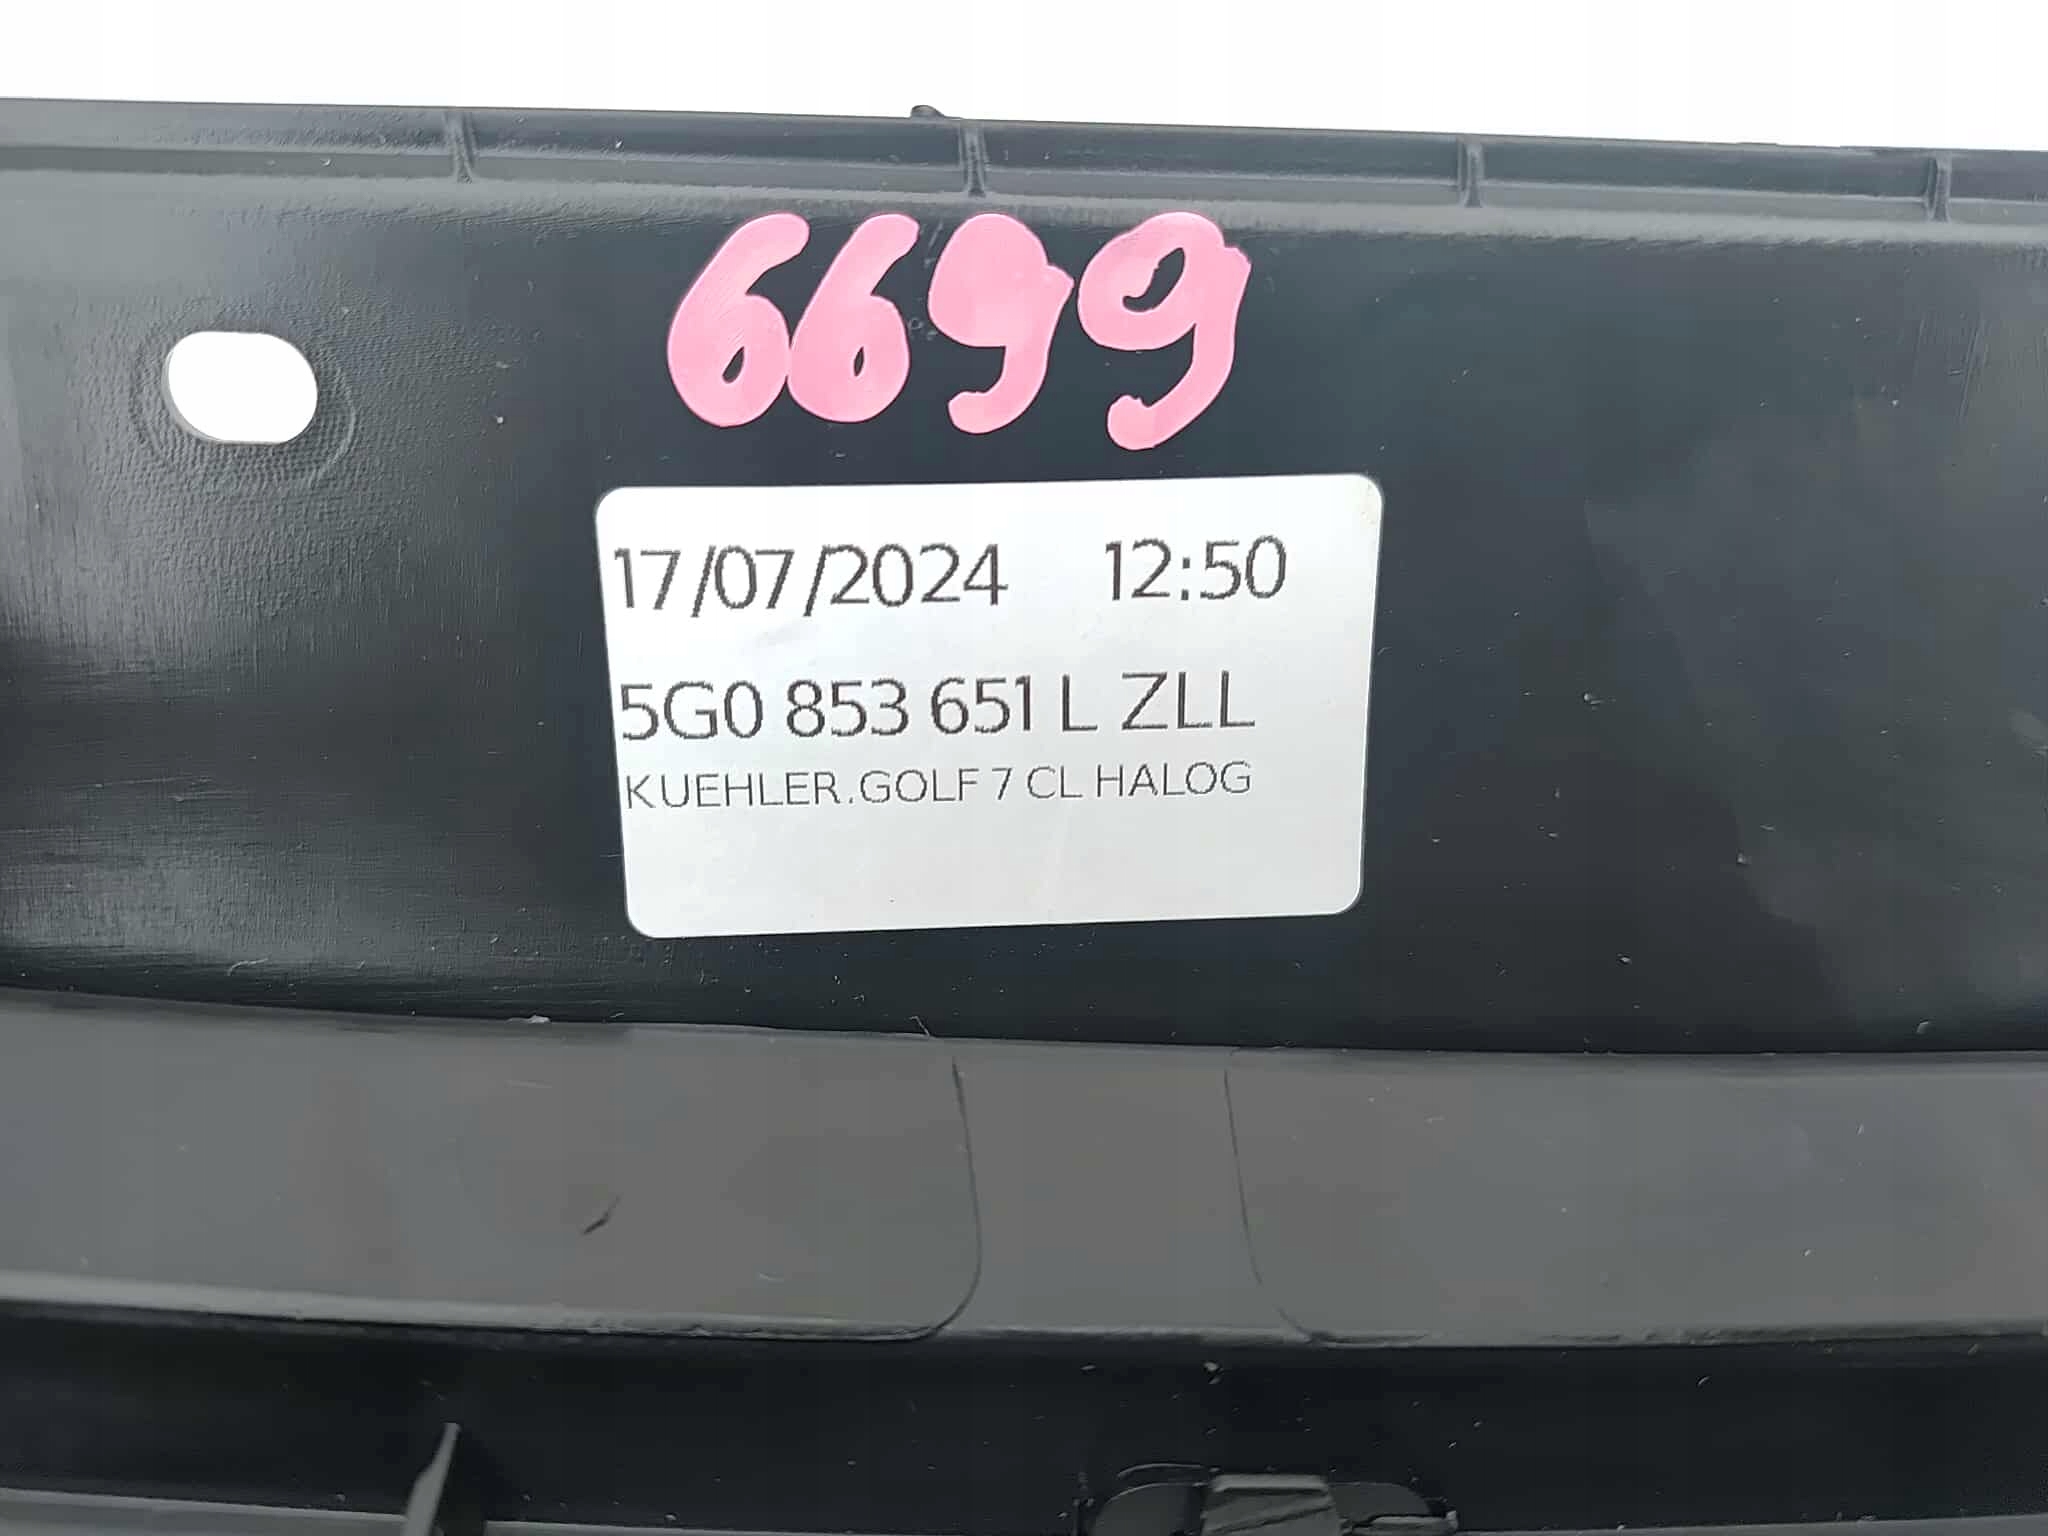 6699
17/07/2024 12:50
5G0 853 651 L ZLL
KUEHLER.GOLF 7 CL HALOG